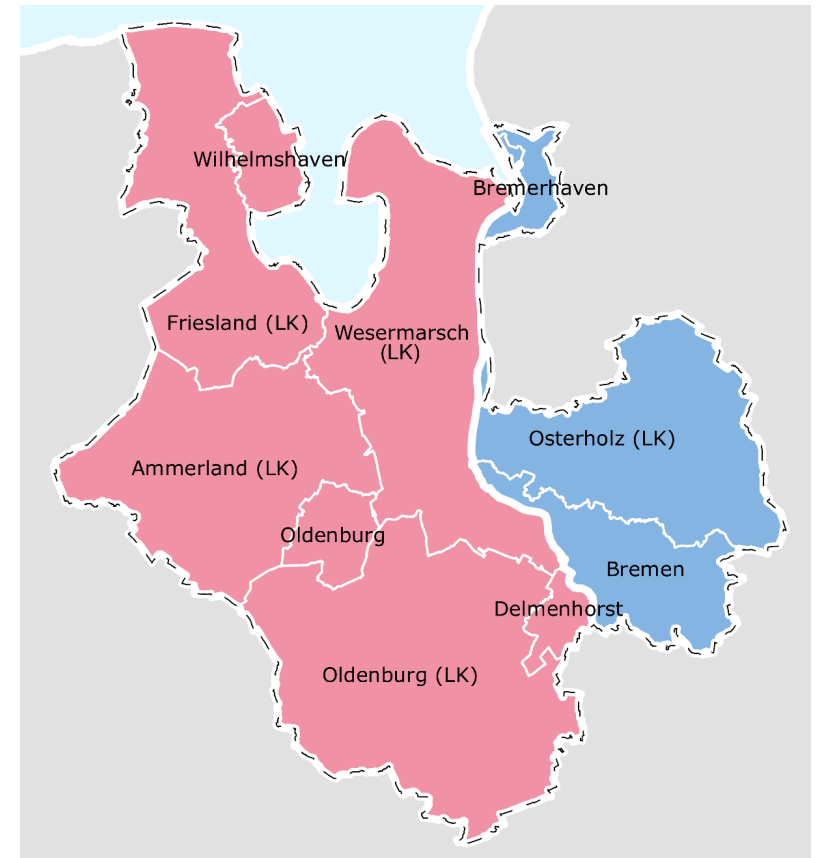 Wilhelmshaven
Bremerhaven
Friesland (LK)
Wesermarsch
(LK)
Osterholz (LK)
Ammerland (LK)
Oldenburg
Bremen
Delmenhorst
Oldenburg (LK)